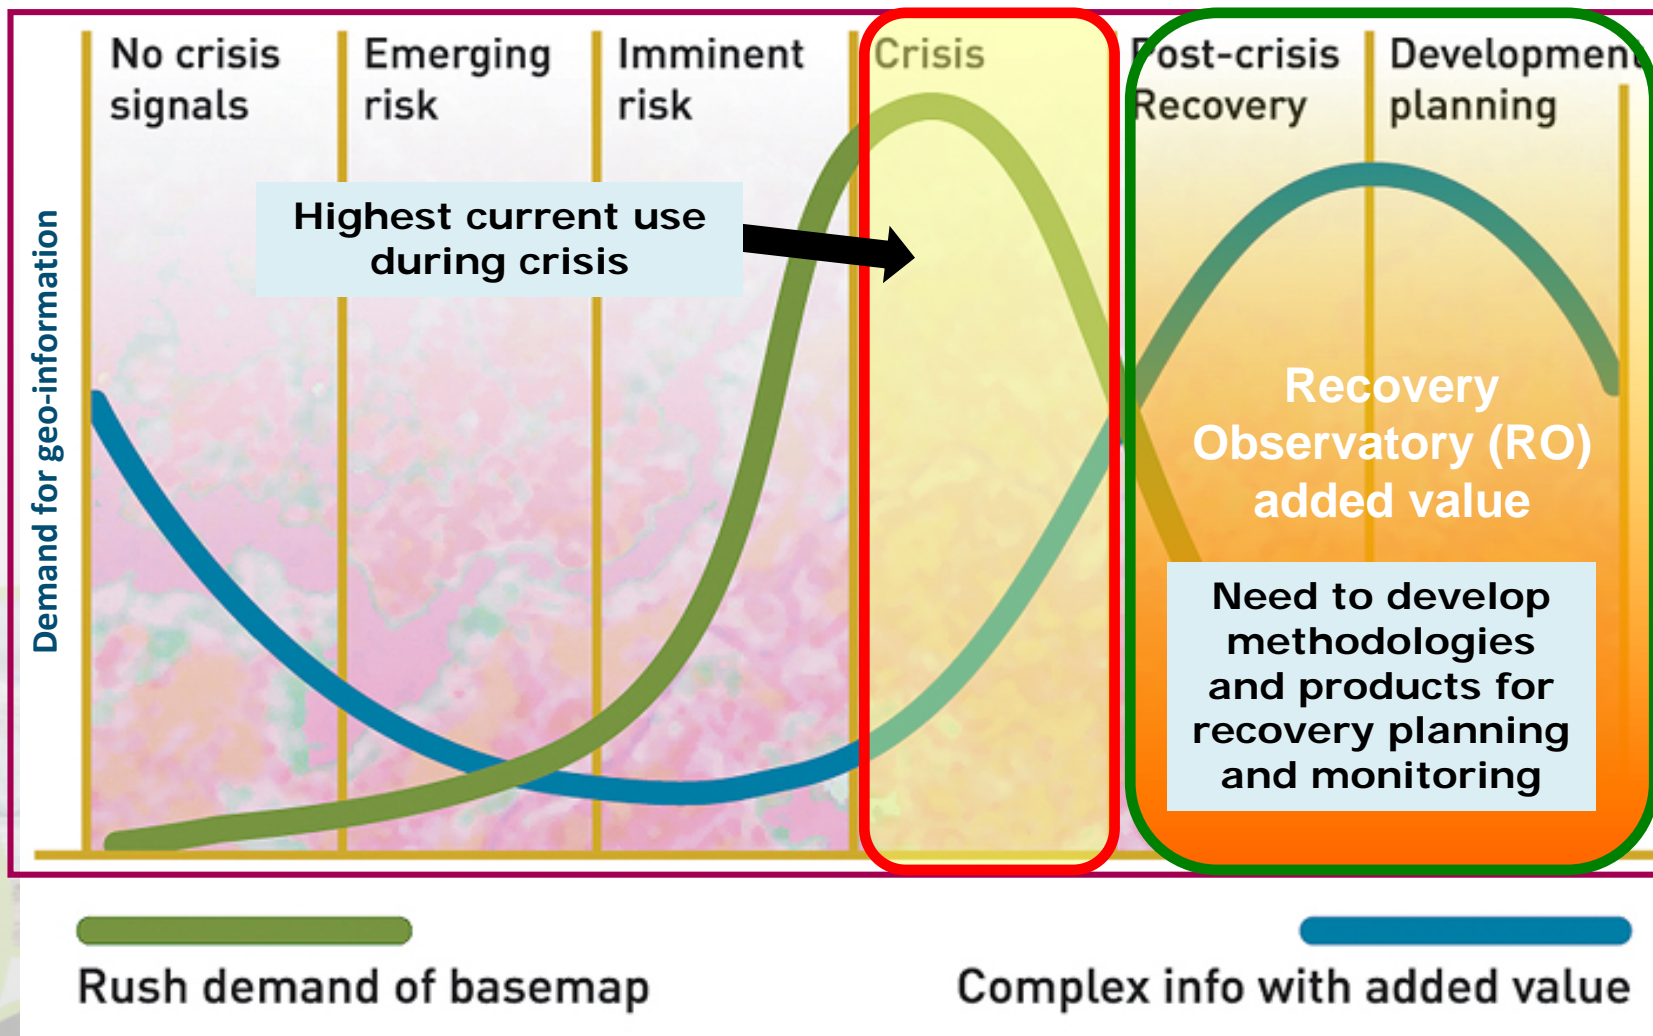 No crisis
signals
Emerging
risk
Imminent
risk
Crisis
Post-crisis
Recovery
Development
planning
Demand for geo-information
Highest current use
during crisis
Recovery
Observatory (RO)
added value
Need to develop
methodologies
and products for
recovery planning
and monitoring
Rush demand of basemap
Complex info with added value